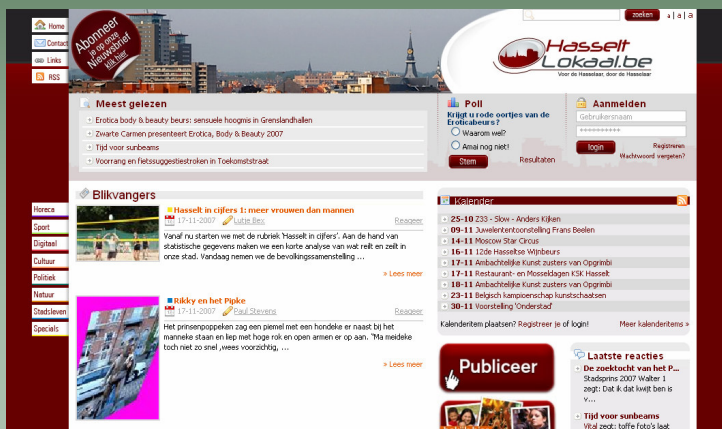 Home
Contact
Links
RSS
Abonneer
je op onze
Nieuwsbrief
klik hier
zoeken
a | a | a
Hasselt
Lokaal.be
Voor de Hasselaar, door de Hasselaar
Meest gelezen
Erotica body & beauty beurs: sensuele hoogmis in Grenslandhallen
Zwarte Carmen presenteert Erotica, Body & Beauty 2007
Tijd voor sunbeams
Voorrang en fietssuggestiestroken in Toekomststraat
Poll
Krijgt u rode oortjes van de
Eroticabeurs?
Waarom wel?
Amai nog niet!
Stem
Resultaten
Aanmelden
Gebruikersnaam
**********
login
Registreren
Wachtwoord vergeten?
Horeca
Sport
Digitaal
Cultuur
Politiek
Natuur
Stadsleven
Specials
Blikvangers
Hasselt in cijfers 1: meer vrouwen dan mannen
17-11-2007 Lutje Bex Reageer
Vanaf nu starten we met de rubriek 'Hasselt in cijfers'. Aan de hand van
statistische gegevens maken we een korte analyse van wat reilt en zeilt in
onze stad. Vandaag nemen we de bevolkingssamenstelling ...
» Lees meer
Rikky en het Pipke
17-11-2007 Paul Stevens Reageer
Het prinsenpoppeken zag een piemel met een hondeke er naast bij het
manneke staan en liep met hoge rok en open armen er op aan. "Ma meideke
toch niet zo snel ,wees voorzichtig, ...
» Lees meer
Kalender
25-10 Z33 - Slow - Anders Kijken
09-11 Juwelententoonstelling Frans Beelen
14-11 Moscow Star Circus
16-11 12de Hasseltse Wijnbeurs
17-11 Ambachtelijke Kunst zusters van Opgrimbi
17-11 Restaurant- en Mosseldagen KSK Hasselt
18-11 Ambachtelijke Kunst zusters van Opgrimbi
23-11 Belgisch kampioenschap kunstschaatsen
30-11 Voorstelling 'Onderstad'
Kalenderitem plaatsen? Registreer je of login! Meer kalenderitems »
Publiceer
Laatste reacties
De zoektocht van het P...
Stadsprins 2007 Walter 1
zegt: Dat ik dat kwijt ben is
v...
Tijd voor sunbeams
Vital zegt: toffe foto's laat